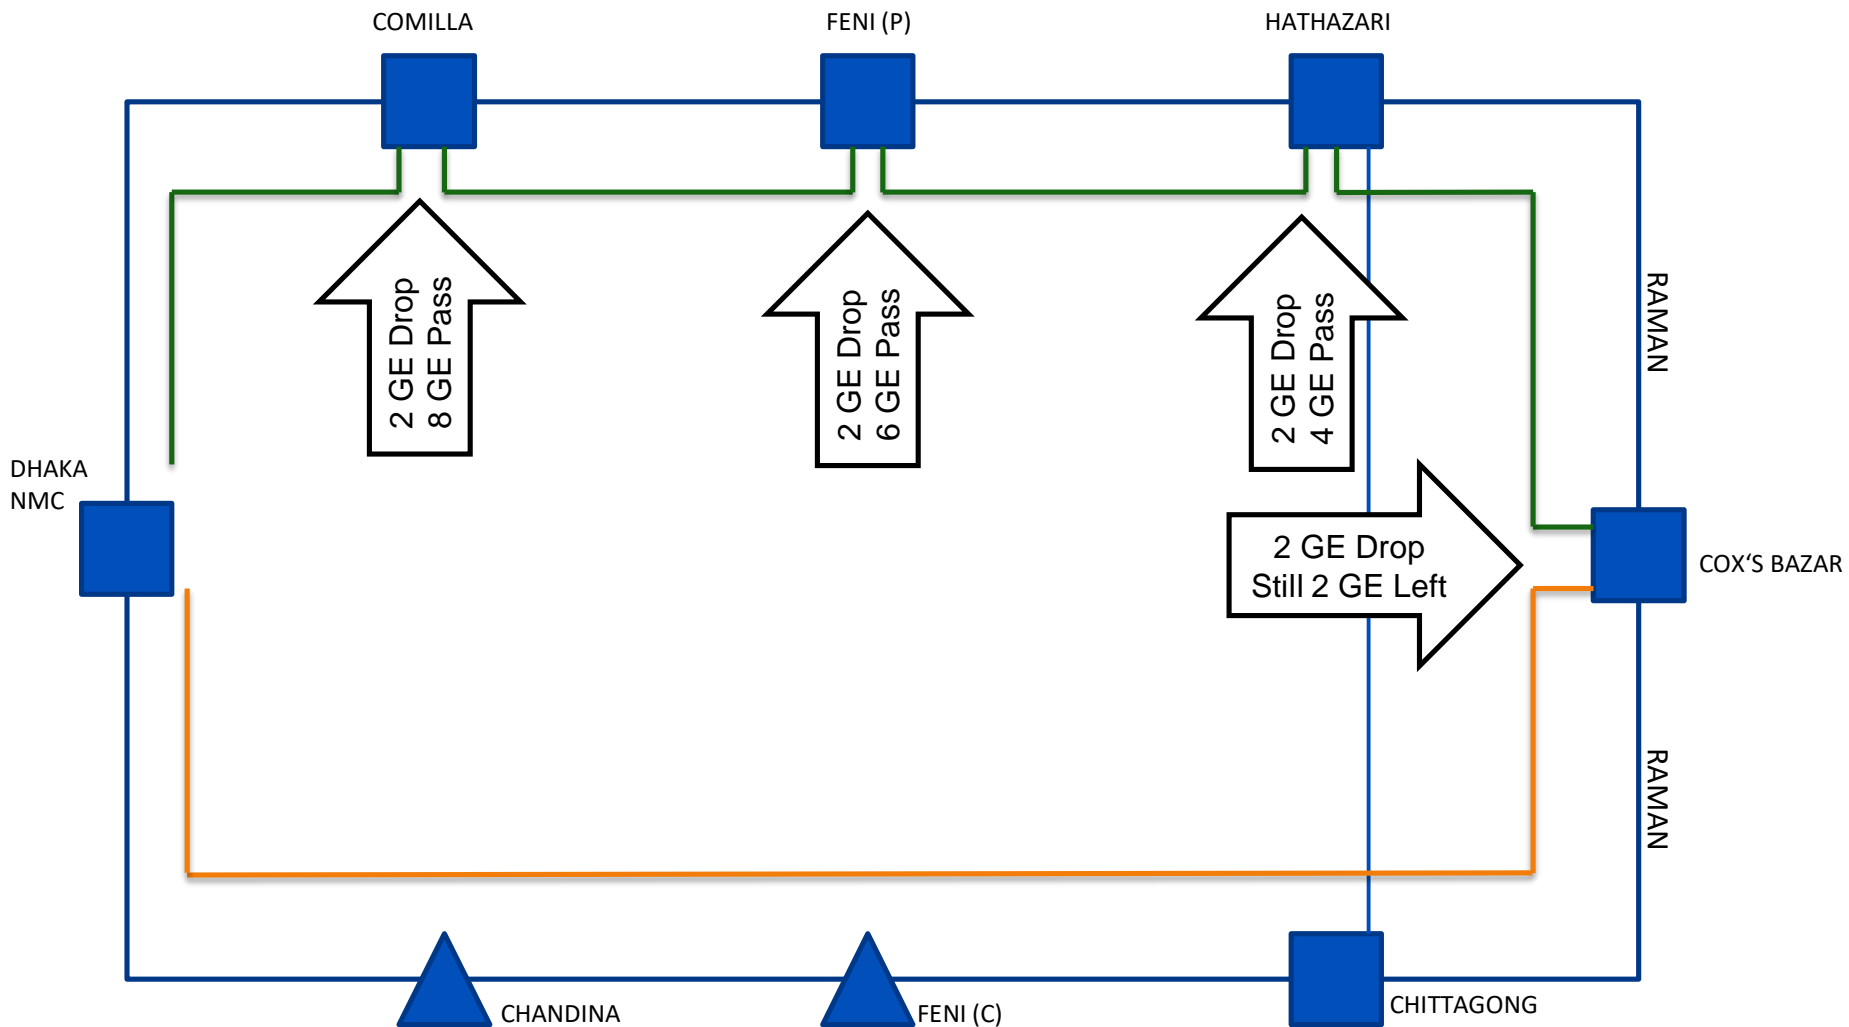 COMILLA
FENI (P)
HATHAZARI
2 GE Drop
8 GE Pass
2 GE Drop
6 GE Pass
2 GE Drop
4 GE Pass
RAMAN
DHAKA
NMC
2 GE Drop
Still 2 GE Left
COX‘S BAZAR
RAMAN
CHANDINA
FENI (C)
CHITTAGONG